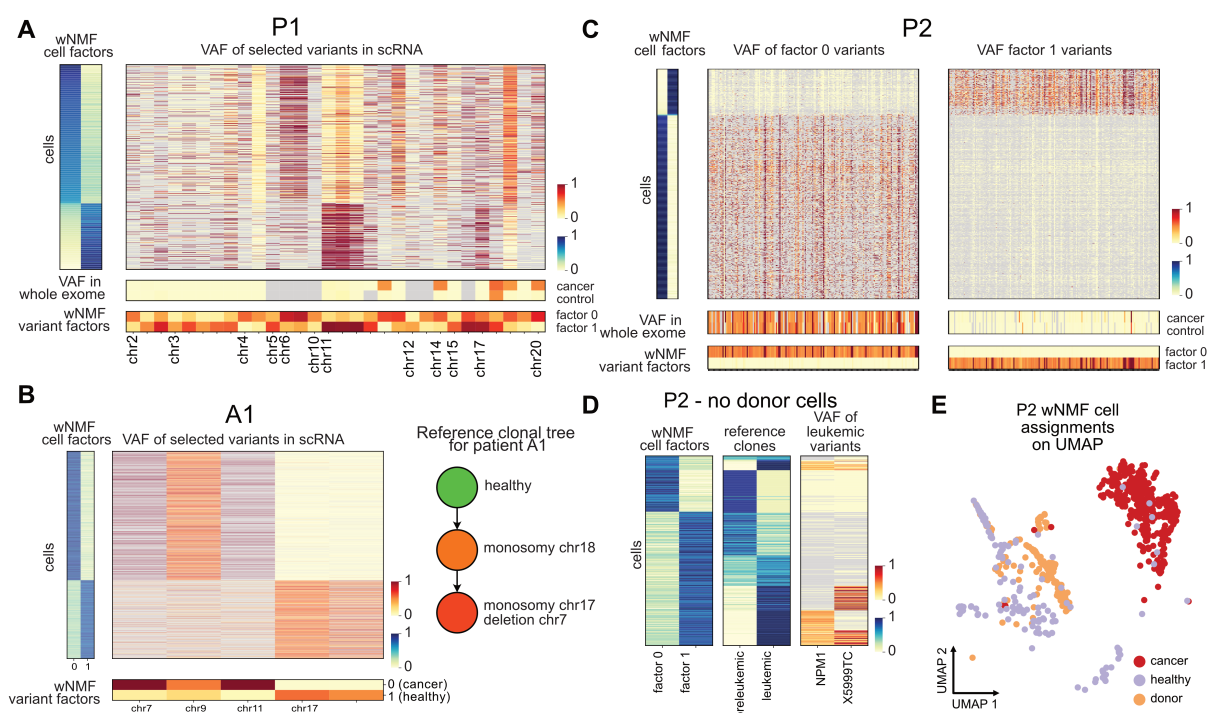 A
P1
wNMF
cell factors
VAF of selected variants in scRNA
cells
1
0
1
0
VAF in
whole exome
cancer
control
wNMF
variant factors
factor 0
factor 1
chr2
chr3
chr4
chr5
chr6
chr10
chr11
chr12
chr14
chr15
chr17
chr20
B
A1
wNMF
cell factors
VAF of selected variants in scRNA
cells
1
0
1
0
0 1
wNMF
variant factors
0 (cancer)
1 (healthy)
chr7
chr9
chr11
chr17
Reference clonal tree
for patient A1
healthy
monosomy chr18
monosomy chr17
deletion chr7
C
P2
wNMF
cell factors
VAF of factor 0 variants
VAF factor 1 variants
cells
1
0
1
0
VAF in
whole exome
cancer
control
wNMF
variant factors
factor 0
factor 1
D
P2 - no donor cells
wNMF
cell factors
reference
clones
VAF of
leukemic
variants
cells
1
0
1
0
factor 0
factor 1
oreleukemic
leukemic
NPM1
X5999TC
E
P2 wNMF cell
assignments
on UMAP
UMAP 2
UMAP 1
cancer
healthy
donor